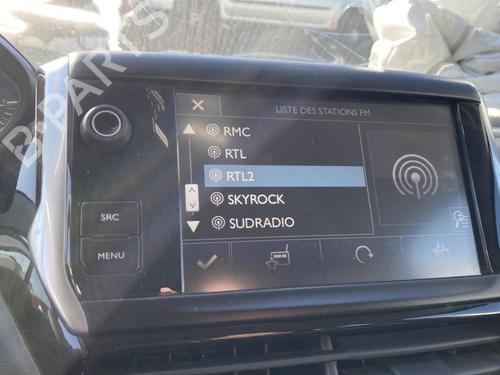 LISTE DES STATIONS FM
RMC
RTL
RTL2
SKYROCK
SUDRADIO
SRC
MENU
B-PARTS